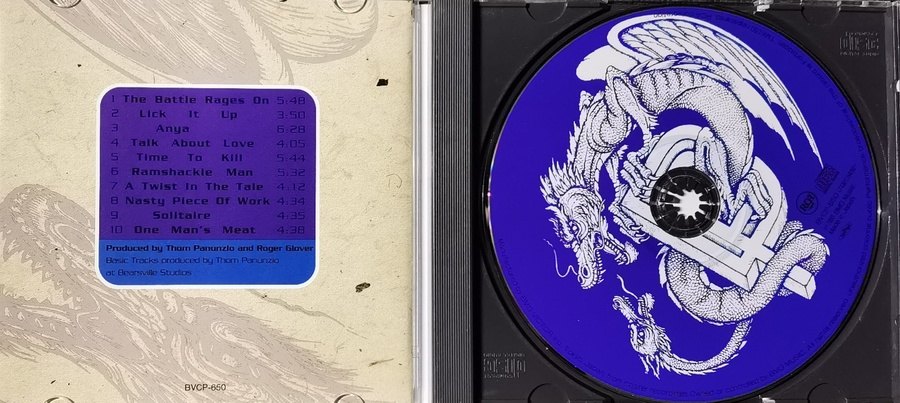 1 The Battle Rages On 5:48
2 Lick It Up 3:50
3 Anya 6:28
4 Talk About Love 4:05
5 Time To Kill 5:44
6 Ramshackle Man 5:32
7 A Twist In The Tale 4:12
8 Nasty Piece Of Work 4:34
9. Solitaire 4:35
10 One Man's Meat 4:38
Produced by Thom Panunzio and Roger Glover
Basic Tracks produced by Thom Panunzio
at Bearsville Studios
BVCP-650